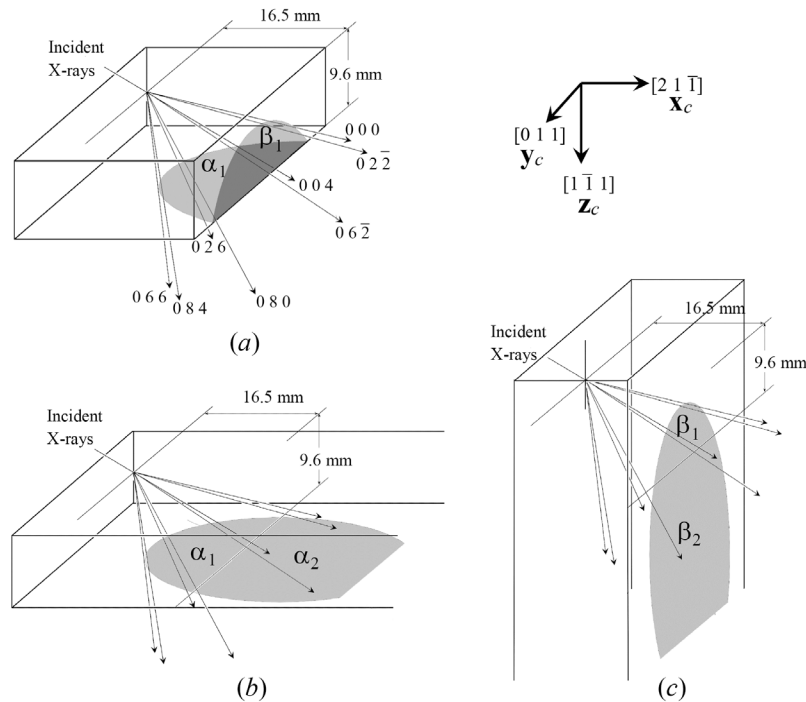 16.5 mm
Incident
X-rays
9.6 mm
β₁
α₁
0 0 0
0 2 2̅
0 0 4
0 6 2̅
0 2 6
0 6 6
0 8 4
0 8 0
(a)
[2 1 1̅]
x_c
[0 1 1]
y_c
[1 1̅ 1]
z_c
16.5 mm
Incident
X-rays
9.6 mm
α₁
α₂
(b)
16.5 mm
Incident
X-rays
9.6 mm
β₁
β₂
(c)